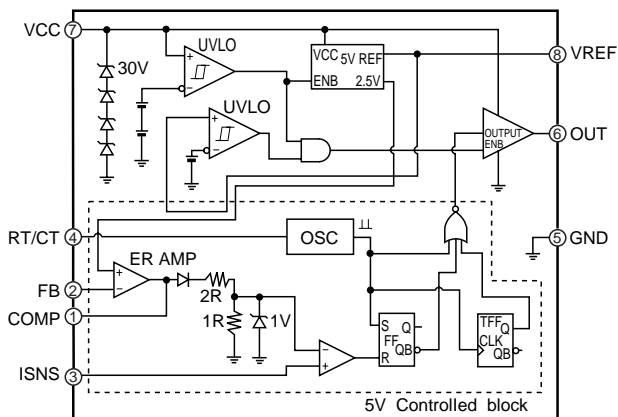 VCC 7
UVLO
VCC 5V REF
8 VREF
30V
ENB 2.5V
UVLO
OUTPUT
ENB
6 OUT
RT/CT 4
OSC
5 GND
ER AMP
FB 2
2R
COMP 1
1R
1V
S Q
FF
QB
R
TFF Q
CLK
QB
ISNS 3
5V Controlled block